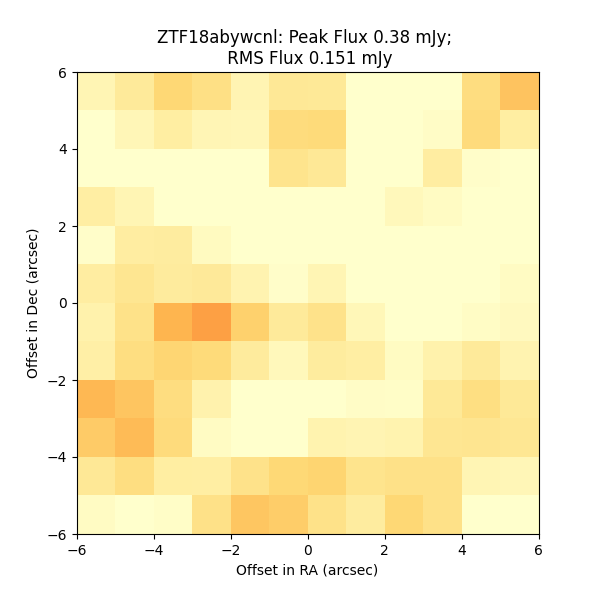 ZTF18abywcnl: Peak Flux 0.38 mJy;
RMS Flux 0.151 mJy
6
4
2
0
−2
−4
−6
Offset in Dec (arcsec)
−6 −4 −2 0 2 4 6
Offset in RA (arcsec)